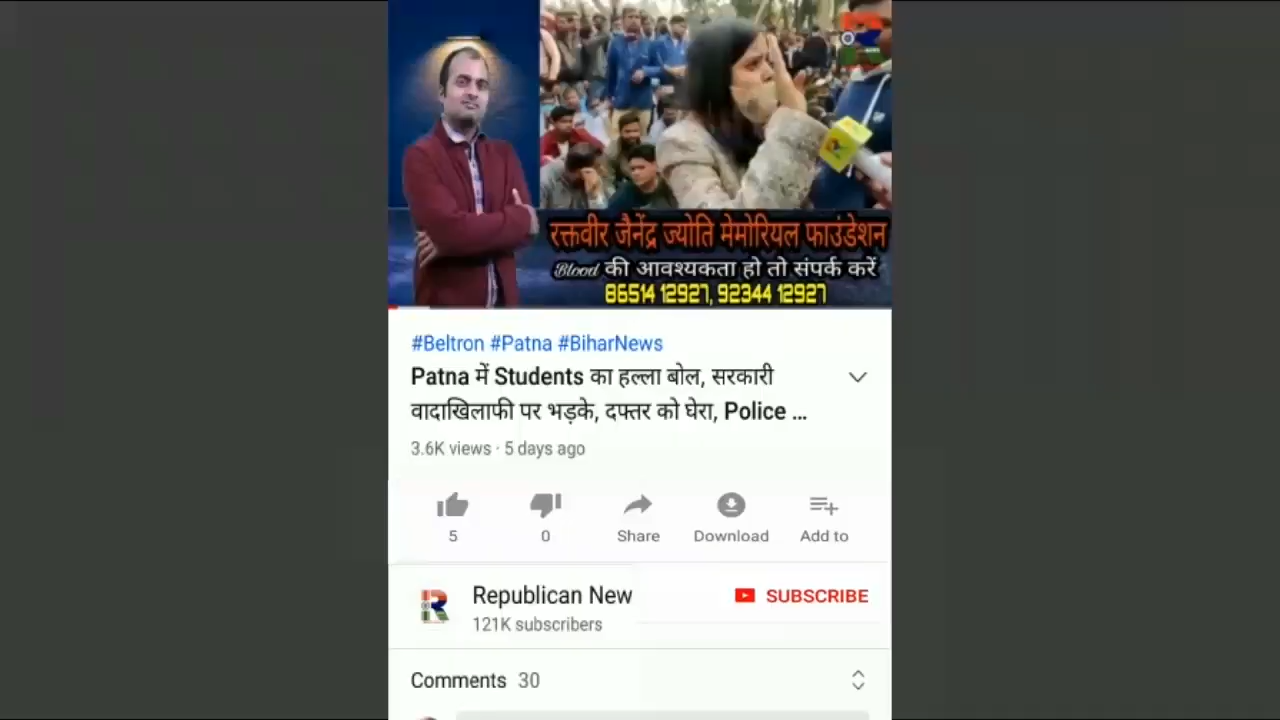 रक्तवीर जैनेंद्र ज्योति मेमोरियल फाउंडेशन
Blood की आवश्यकता हो तो संपर्क करें
86514 12927, 92344 12927
#Beltron #Patna #BiharNews
Patna में Students का हल्ला बोल, सरकारी
वादाखिलाफी पर भड़के, दफ्तर को घेरा, Police ...
3.6K views · 5 days ago
5
0
Share
Download
Add to
Republican New
SUBSCRIBE
121K subscribers
Comments 30